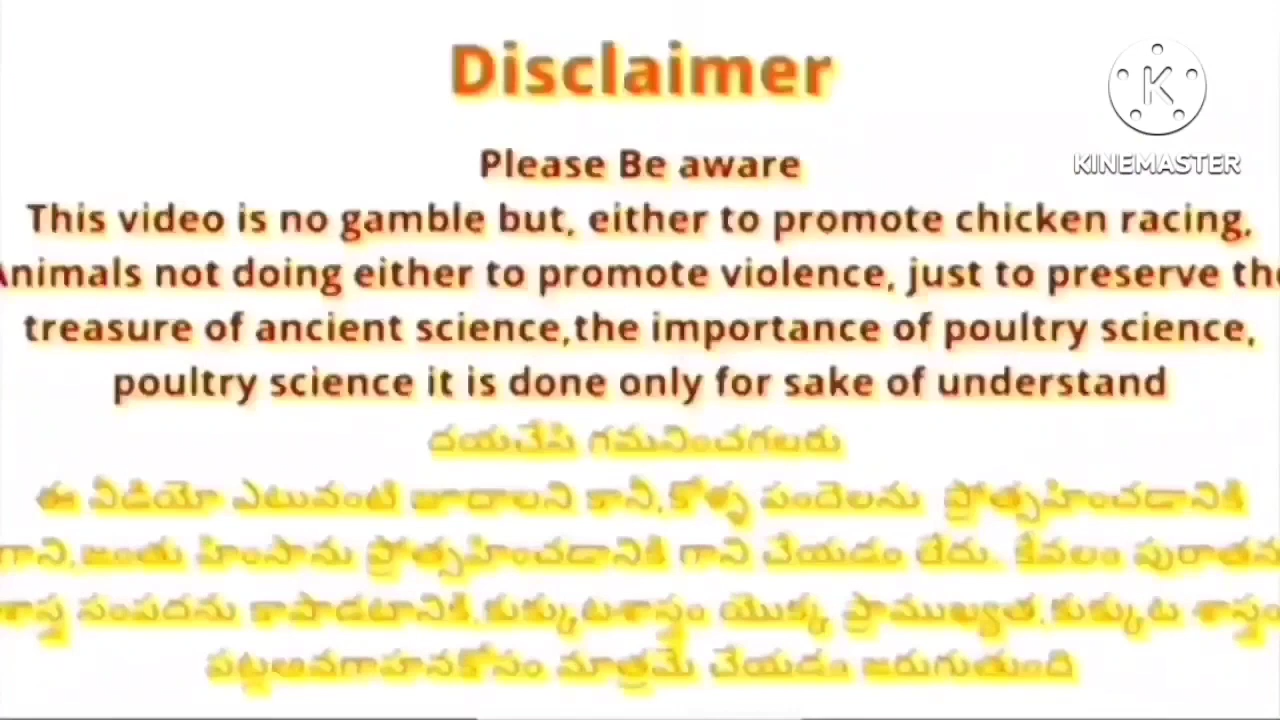 Disclaimer
KINEMASTER
Please Be aware
This video is no gamble but, either to promote chicken racing,
Animals not doing either to promote violence, just to preserve the
treasure of ancient science,the importance of poultry science,
poultry science it is done only for sake of understand
దయచేసి గమనించగలరు
ఈ వీడియో ఎటువంటి జూదాలని కానీ,కోళ్ళ పందెలను ప్రోత్సహించడానికి
గాని,జంతు హింసాను ప్రోత్సహించడానికి గాని చేయడం లేదు. కేవలం పురాతన
శాస్త్ర సంపదను కాపాడటానికి,కుక్కుటశాస్త్రం యొక్క ప్రాముఖ్యత,కుక్కుట శాస్త్రం
పట్లఅవగాహనకోసం మాత్రమే చేయడం జరుగుతుంది